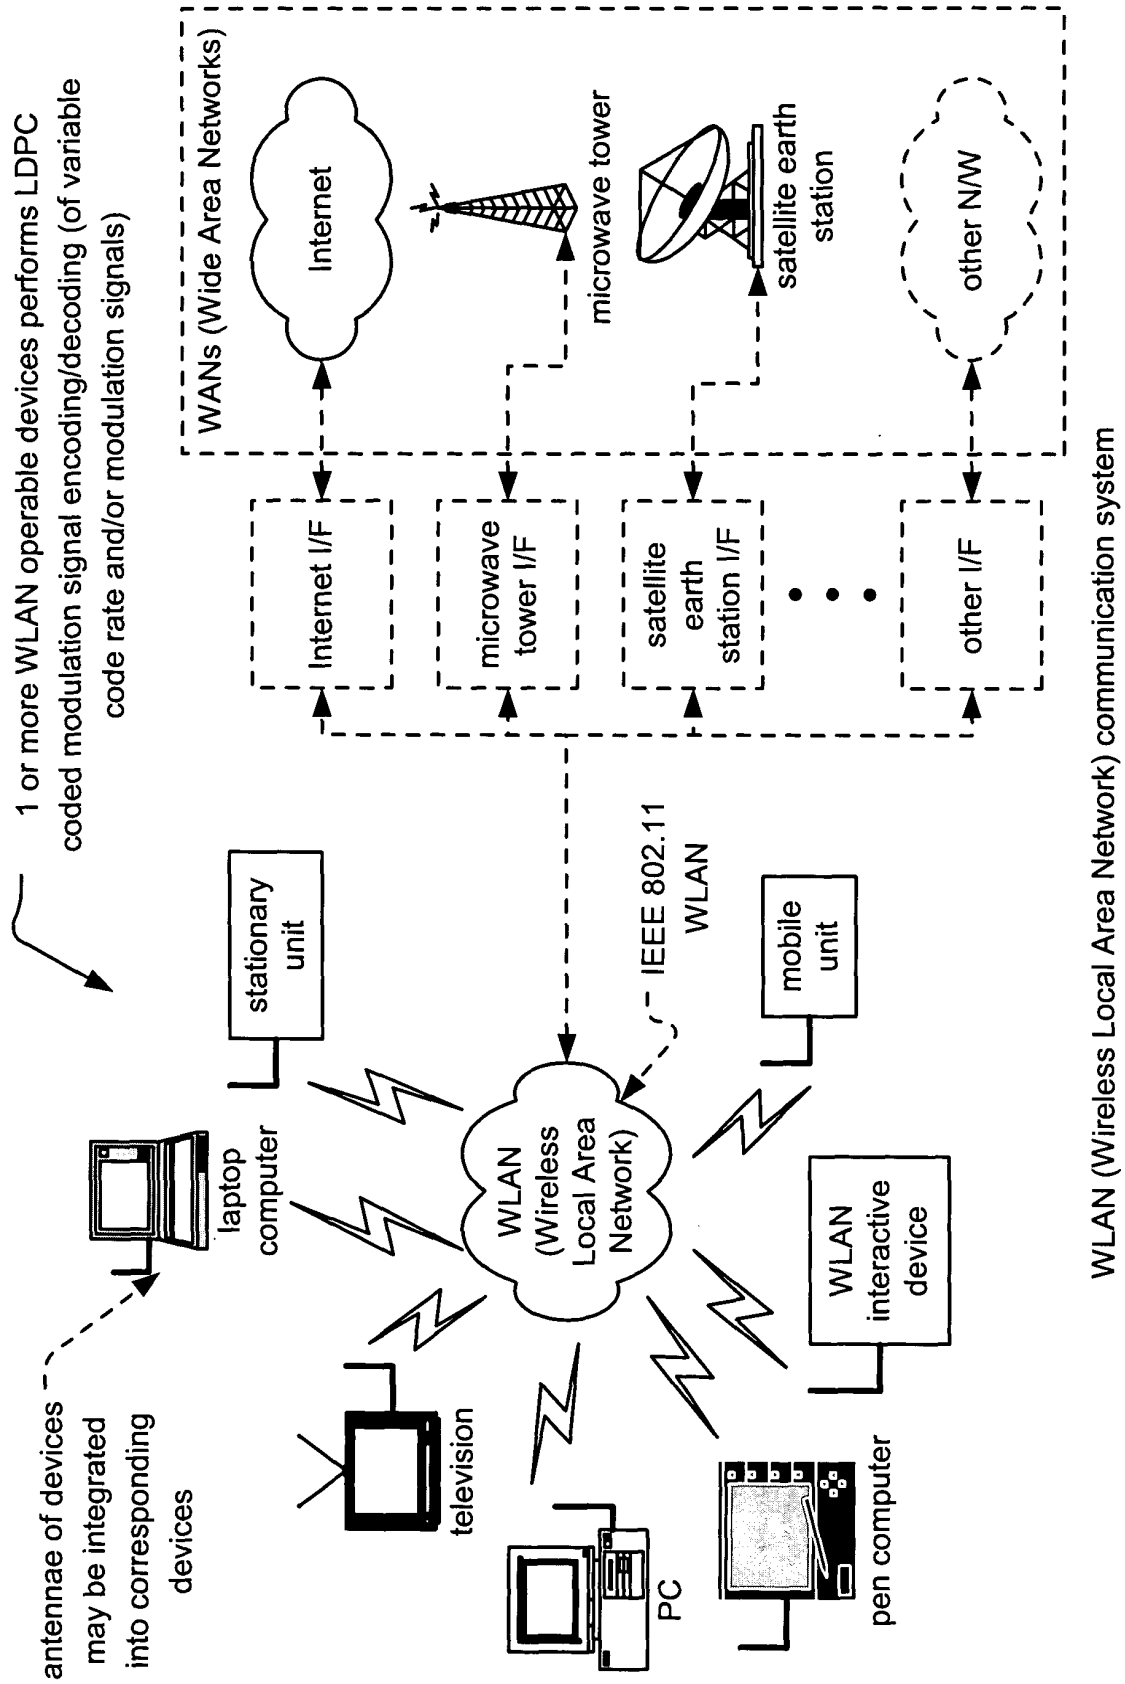 1 or more WLAN operable devices performs LDPC
coded modulation signal encoding/decoding (of variable
code rate and/or modulation signals)
antennae of devices
may be integrated
into corresponding
devices
laptop
computer
stationary
unit
television
PC
pen computer
WLAN
interactive
device
mobile
unit
WLAN
(Wireless
Local Area
Network)
IEEE 802.11
WLAN
Internet I/F
microwave
tower I/F
satellite
earth
station I/F
other I/F
WANs (Wide Area Networks)
Internet
microwave tower
satellite earth
station
other N/W
WLAN (Wireless Local Area Network) communication system